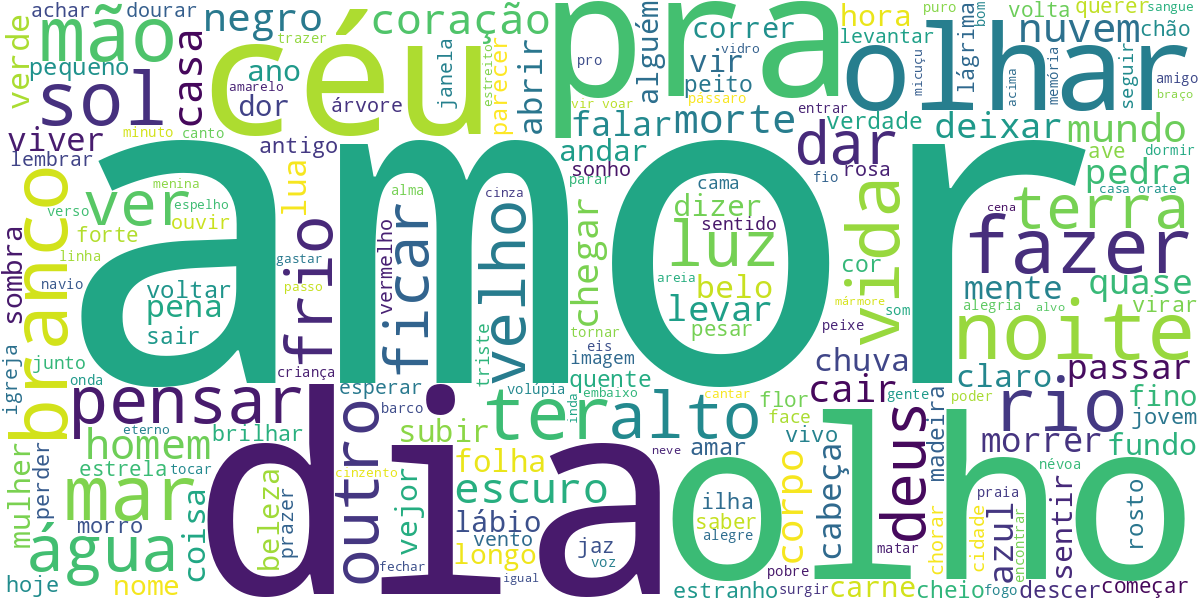 achar
dourar
negro
trazer
coração
correr
alguém
hora
levantar
puro
bom
volta
querer
sangue
chão
verde
mão
pequeno
casa
céu
pra
olhar
nuvem
lágrima
micuçu
acima
memória
seguir
amigo
braço
ano
amarelo
dor
árvore
janela
estreito
parecer
abrir
pro
vidro
vir
peito
pássaro
vir voar
entrar
sol
viver
minuto
canto
antigo
falar
morte
verdade
deixar
mundo
lembrar
andar
sonho
parar
dar
fio
rosa
ave
dormir
pedra
casa orate
branco
ver
menina
verso
espelho
ouvir
lua
alma
cinza
cama
dizer
sentido
vida
cena
terra
forte
linha
sombra
navio
amor
frio
gastar
passo
vermelho
ficar
velho
chegar
luz
areia
belo
levar
pesar
cor
som
mármore
peixe
fazer
mente
quase
alegria
alvo
virar
voltar
pena
sair
noite
igreja
junto
onda
criança
triste
tornar
eis
imagem
chuva
claro
passar
pensar
esperar
barco
volúpia
quente
embaixo
inda
cantar
flor
face
cair
gente
poder
rio
fino
jovem
eterno
homem
brilhar
dia
outro
subir
ter
alto
olho
vivo
deus
madeira
morrer
fundo
mulher
perder
estrela
tocar
cinzento
folha
neve
amar
névoa
mar
coisa
beleza
prazer
vejor
escuro
lábio
ilha
saber
alegre
corpo
cabeça
praia
sentir
rosto
morro
água
vento
longo
jaz
voz
matar
chorar
cidade
azul
encontrar
hoje
nome
fechar
igual
pobre
estranho
surgir
carne
cheio
fogo
descer
começar